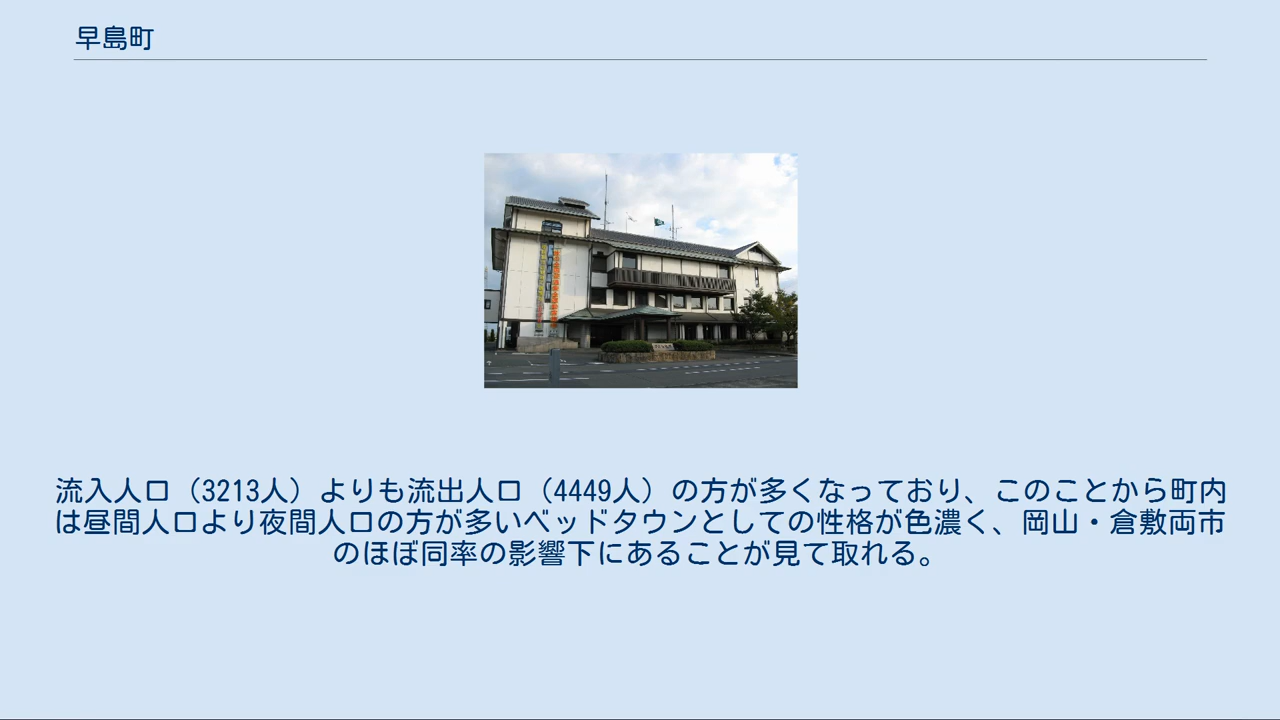 早島町
流入人口（3213人）よりも流出人口（4449人）の方が多くなっており、このことから町内
は昼間人口より夜間人口の方が多いベッドタウンとしての性格が色濃く、岡山・倉敷両市
のほぼ同率の影響下にあることが見て取れる。